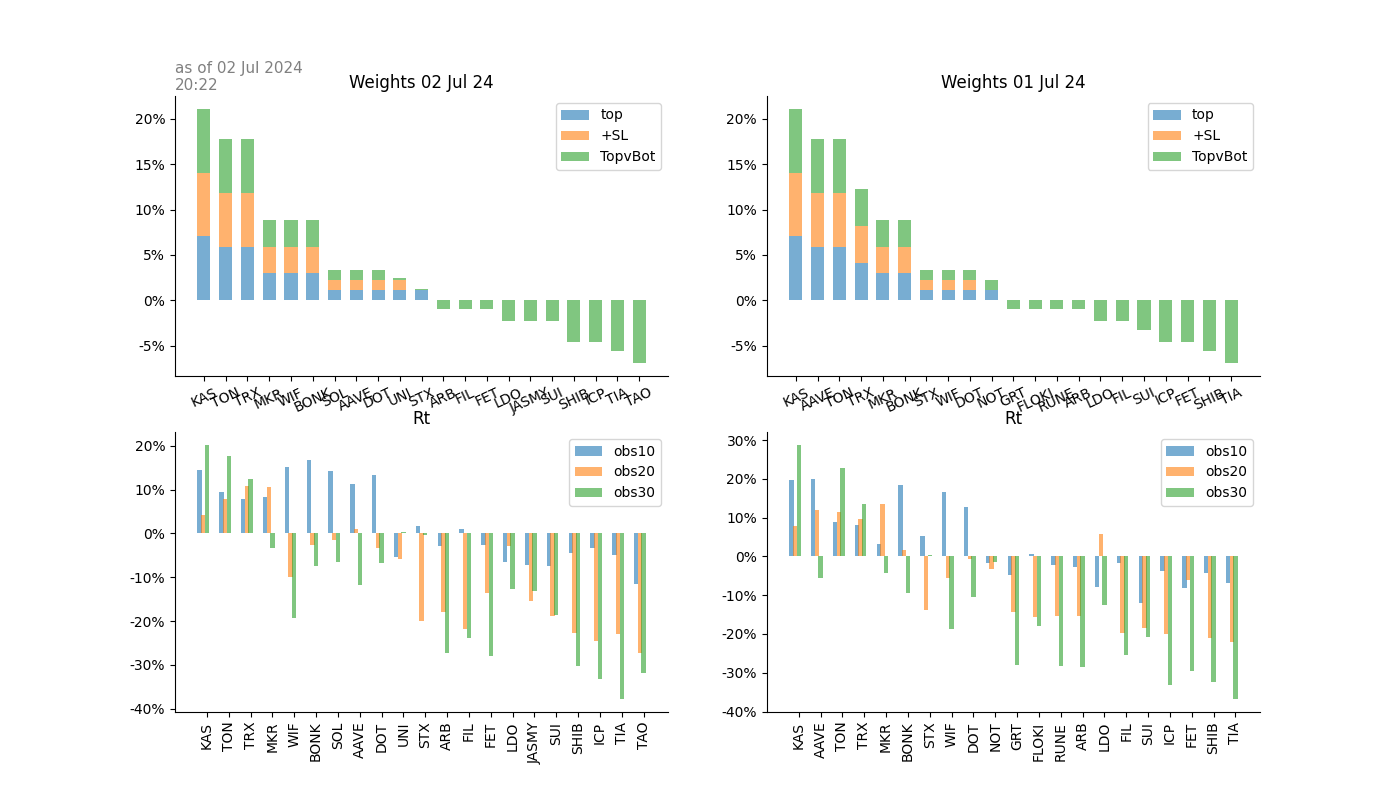 as of 02 Jul 2024
20:22
Weights 02 Jul 24
20%
15%
10%
5%
0%
-5%
top
+SL
TopvBot
KAS TON TRX MKR WIF BONK SOL AAVE DOT UNI STX ARB FIL FET LDO JASMY SUI SHIB ICP TIA TAO
Weights 01 Jul 24
20%
15%
10%
5%
0%
-5%
top
+SL
TopvBot
KAS AAVE TON TRX MKR BONK STX WIF DOT NOT GRT FLOKI RUNE ARB LDO FIL SUI ICP FET SHIB TIA
Rt
20%
10%
0%
-10%
-20%
-30%
-40%
obs10
obs20
obs30
KAS TON TRX MKR WIF BONK SOL AAVE DOT UNI STX ARB FIL FET LDO JASMY SUI SHIB ICP TIA TAO
Rt
30%
20%
10%
0%
-10%
-20%
-30%
-40%
obs10
obs20
obs30
KAS AAVE TON TRX MKR BONK STX WIF DOT NOT GRT FLOKI RUNE ARB LDO FIL SUI ICP FET SHIB TIA